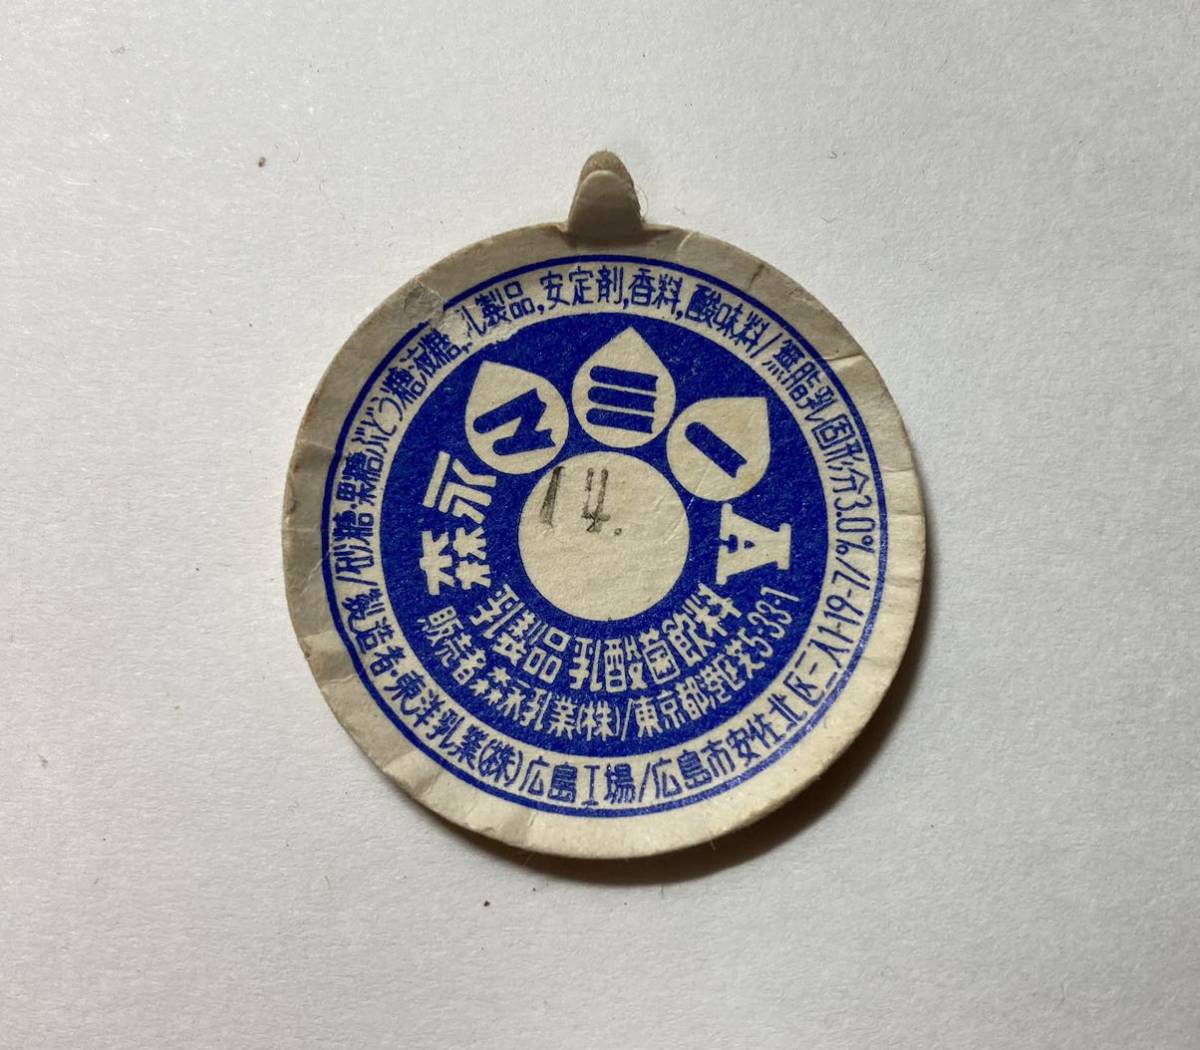 森永マミーA
14.
乳製品乳酸菌飲料
販売者森永乳業(株)/東京都港区芝5-33-1
/砂糖・果糖ぶどう糖液糖,乳製品,安定剤,香料,酸味料/無脂乳固形分3.0%/
製造者・東洋乳業(株)広島工場/広島市安佐北区三入1-19-7/